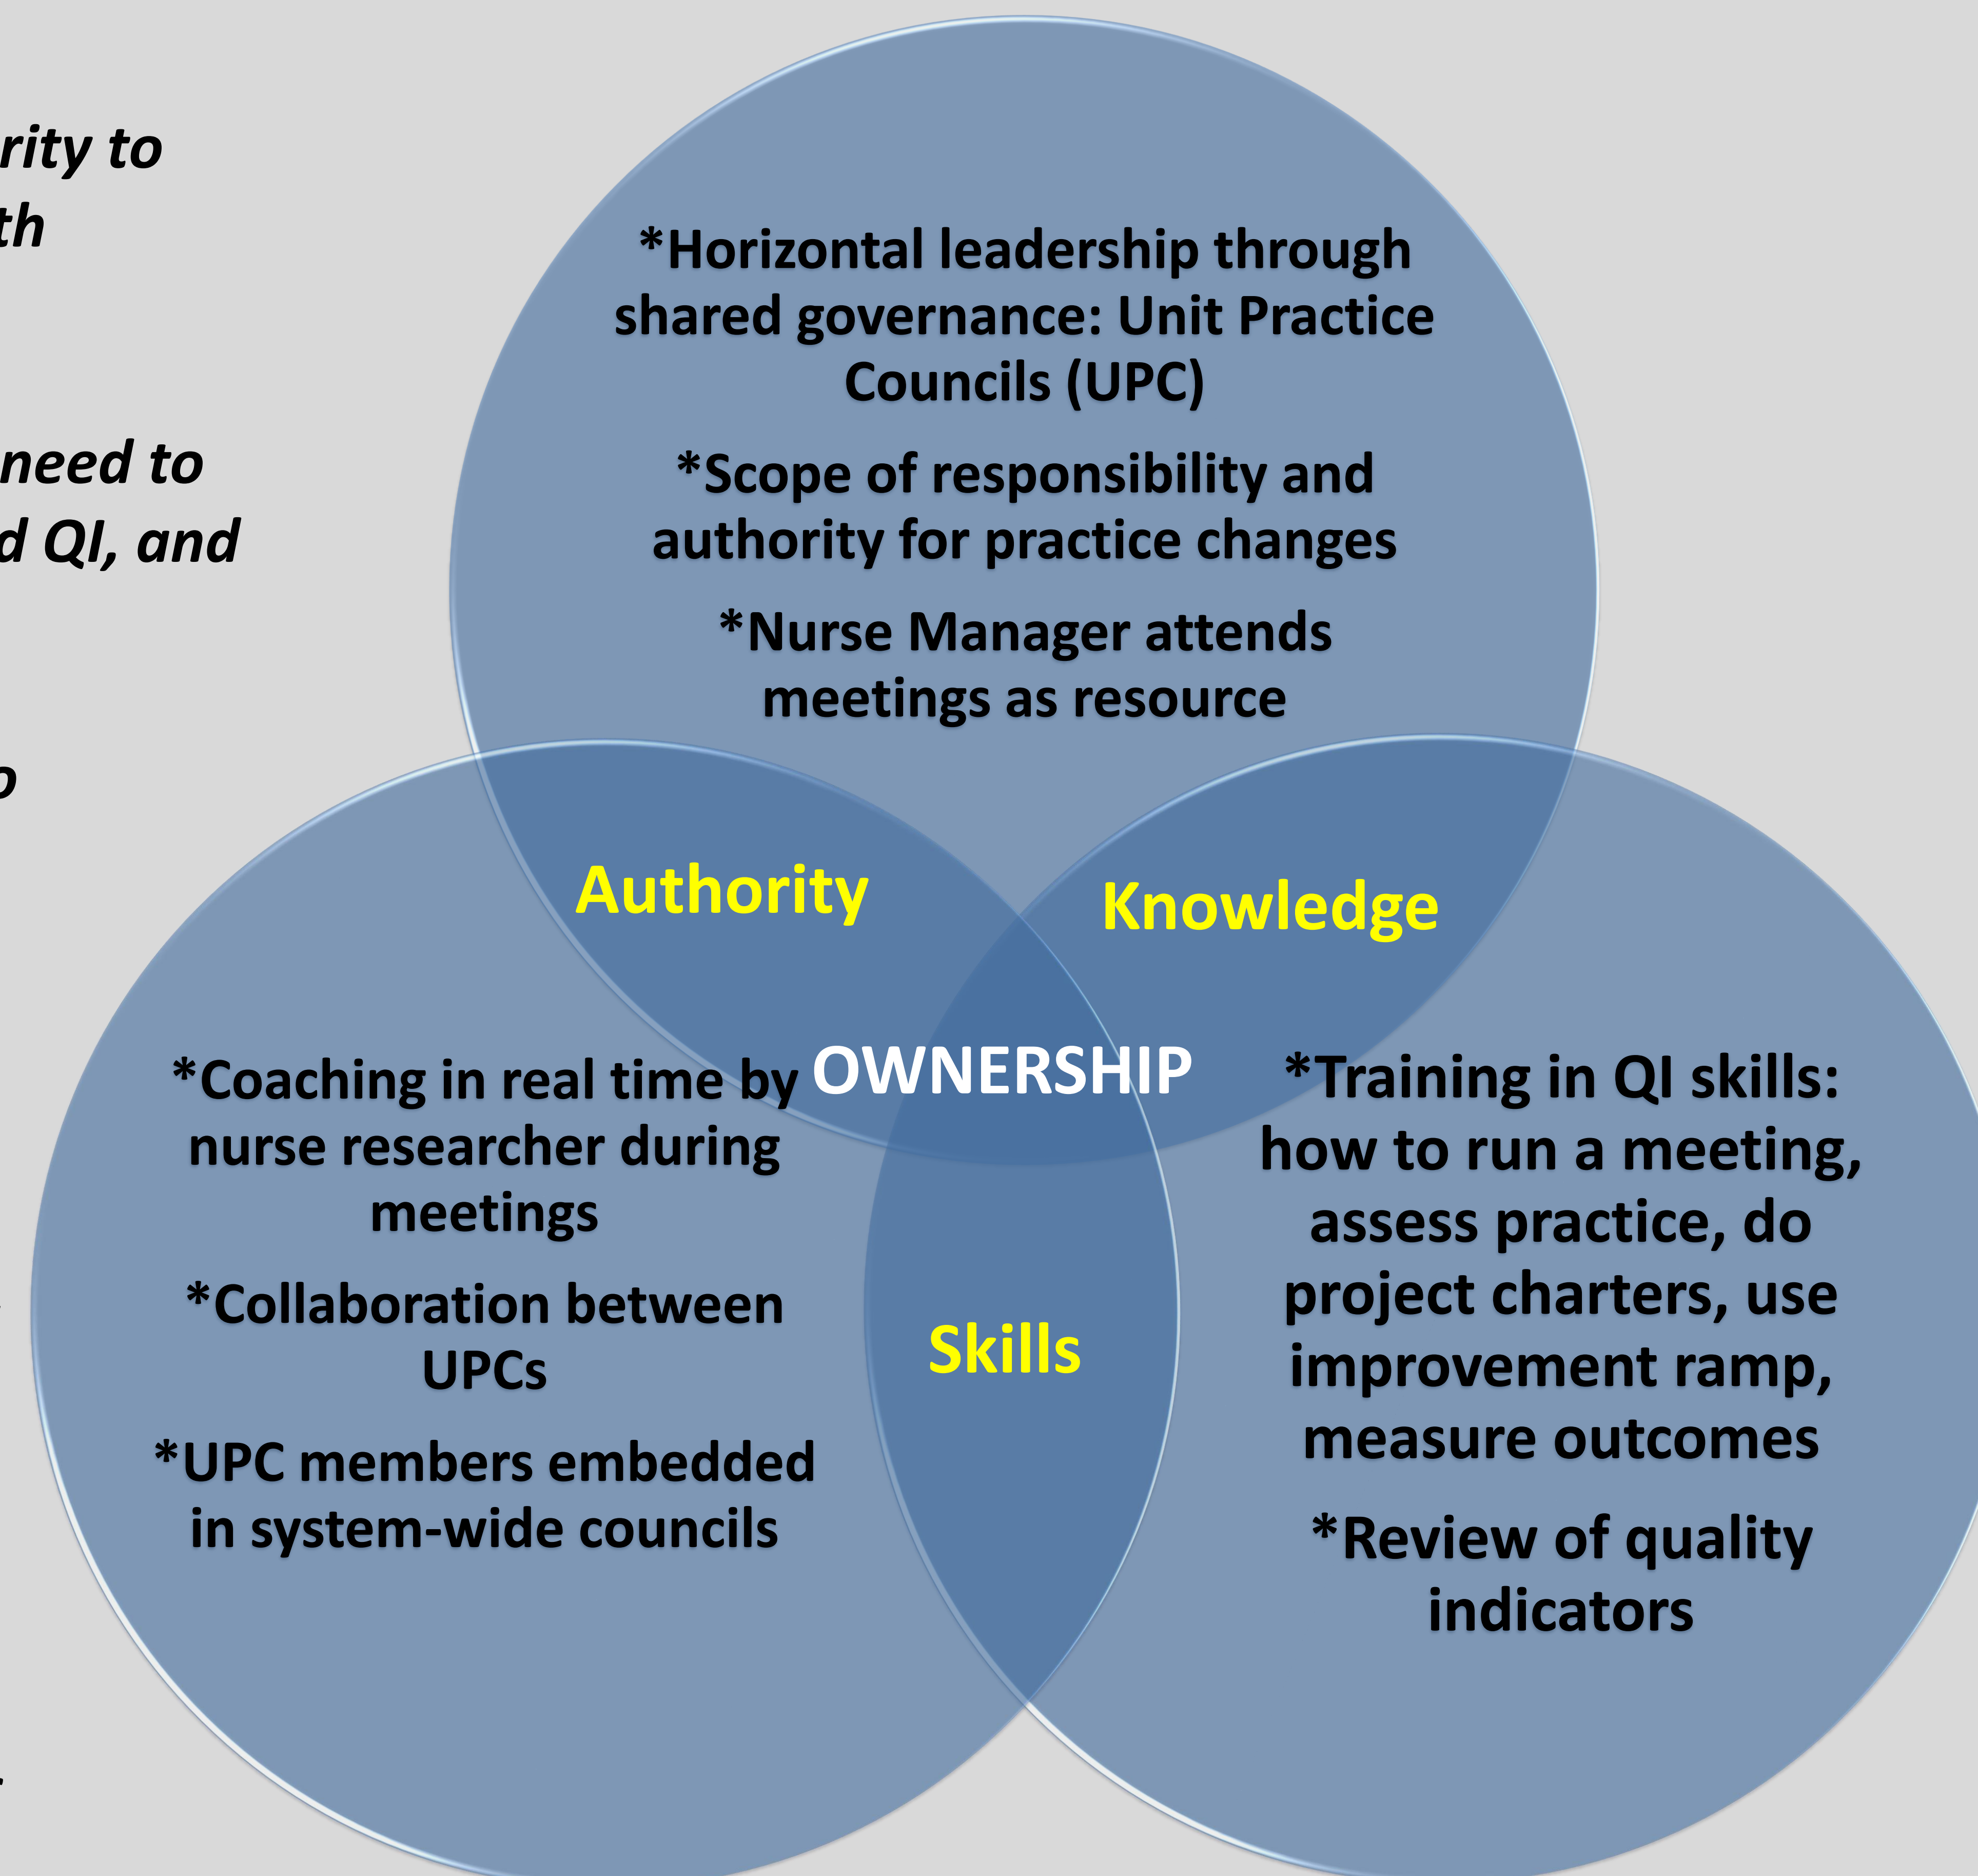 rity to
th
need to
d QI, and
o
*Horizontal leadership through
shared governance: Unit Practice
Councils (UPC)
*Scope of responsibility and
authority for practice changes
*Nurse Manager attends
meetings as resource
Authority
Knowledge
OWNERSHIP
*Coaching in real time by
nurse researcher during
meetings
*Collaboration between
UPCs
*UPC members embedded
in system-wide councils
Skills
*Training in QI skills:
how to run a meeting,
assess practice, do
project charters, use
improvement ramp,
measure outcomes
*Review of quality
indicators